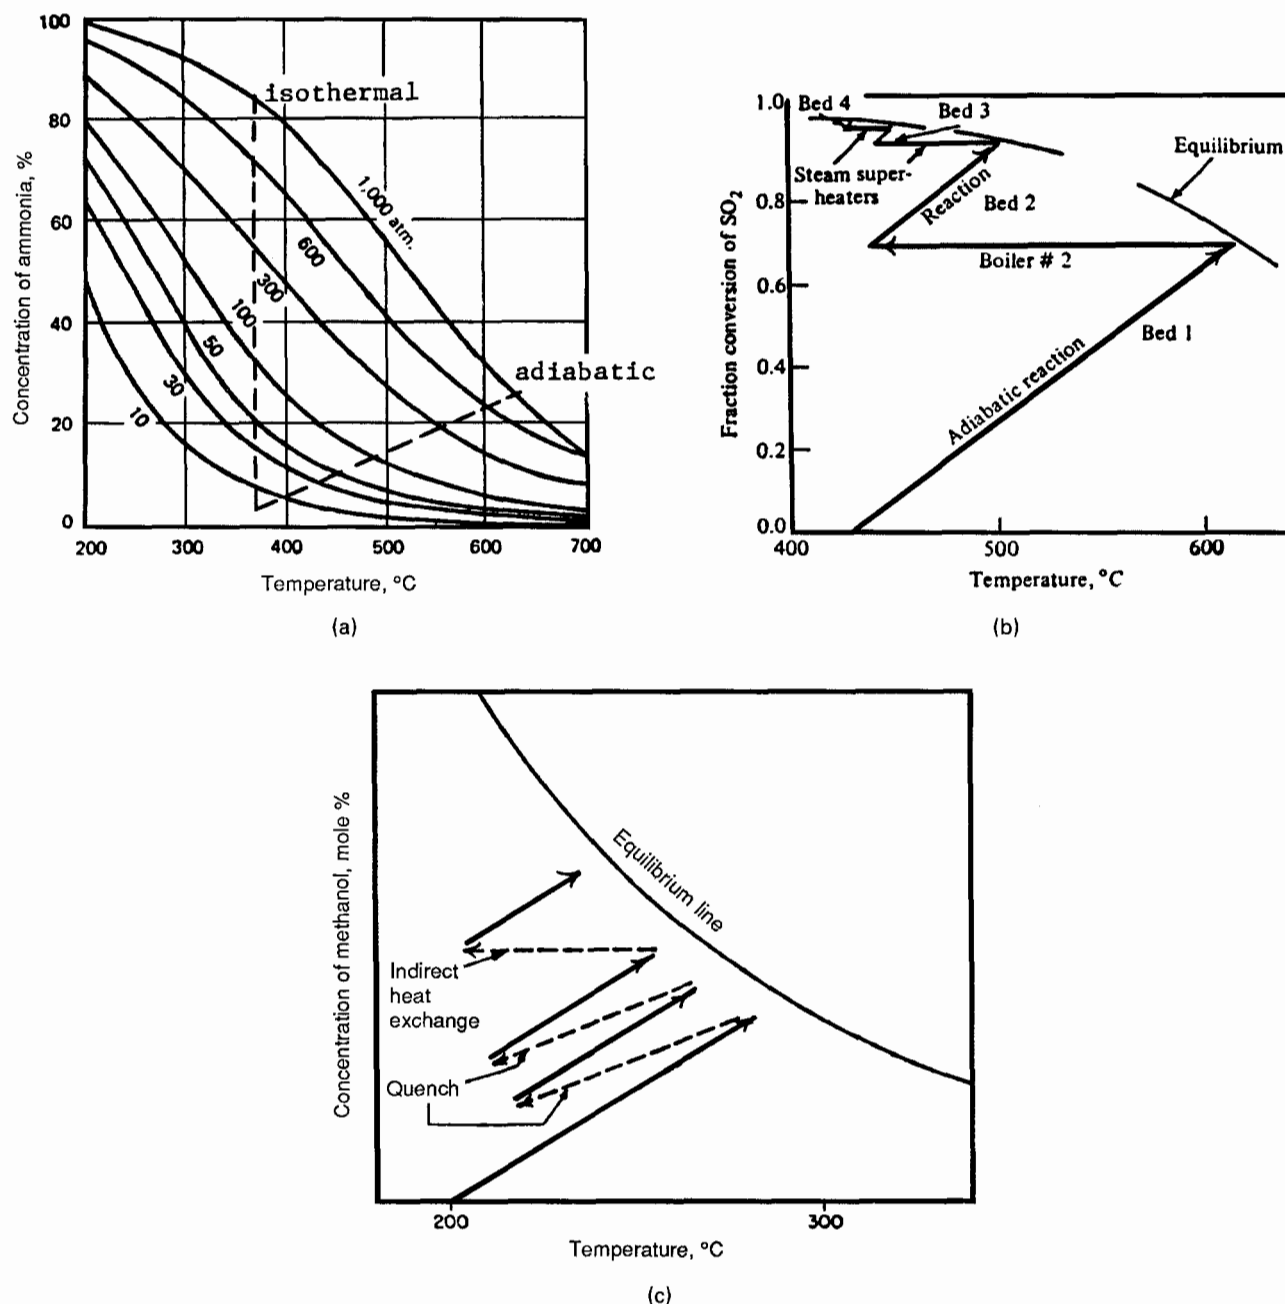 100
80
60
40
20
0
Concentration of ammonia, %
isothermal
adiabatic
1,000 atm.
600
300
100
50
30
10
200 300 400 500 600 700
Temperature, °C
(a)
1.0
0.8
0.6
0.4
0.2
0.0
Fraction conversion of SO₂
Bed 4
Bed 3
Equilibrium
Steam super-
heaters
Reaction
Bed 2
Boiler # 2
Bed 1
Adiabatic reaction
400 500 600
Temperature, °C
(b)
Concentration of methanol, mole %
Equilibrium line
Indirect
heat
exchange
Quench
200 300
Temperature, °C
(c)